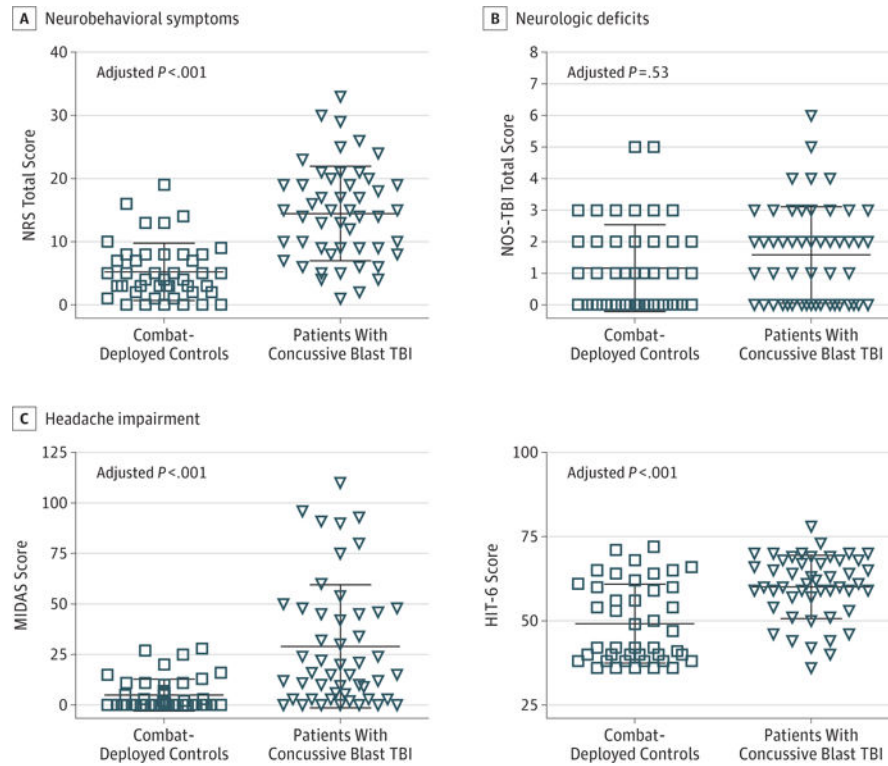 A Neurobehavioral symptoms
Adjusted P<.001
NRS Total Score
40
30
20
10
0
Combat-
Deployed Controls
Patients With
Concussive Blast TBI
B Neurologic deficits
Adjusted P=.53
NOS-TBI Total Score
8
7
6
5
4
3
2
1
0
Combat-
Deployed Controls
Patients With
Concussive Blast TBI
C Headache impairment
Adjusted P<.001
MIDAS Score
125
100
75
50
25
0
Combat-
Deployed Controls
Patients With
Concussive Blast TBI
Adjusted P<.001
HIT-6 Score
100
75
50
25
Combat-
Deployed Controls
Patients With
Concussive Blast TBI